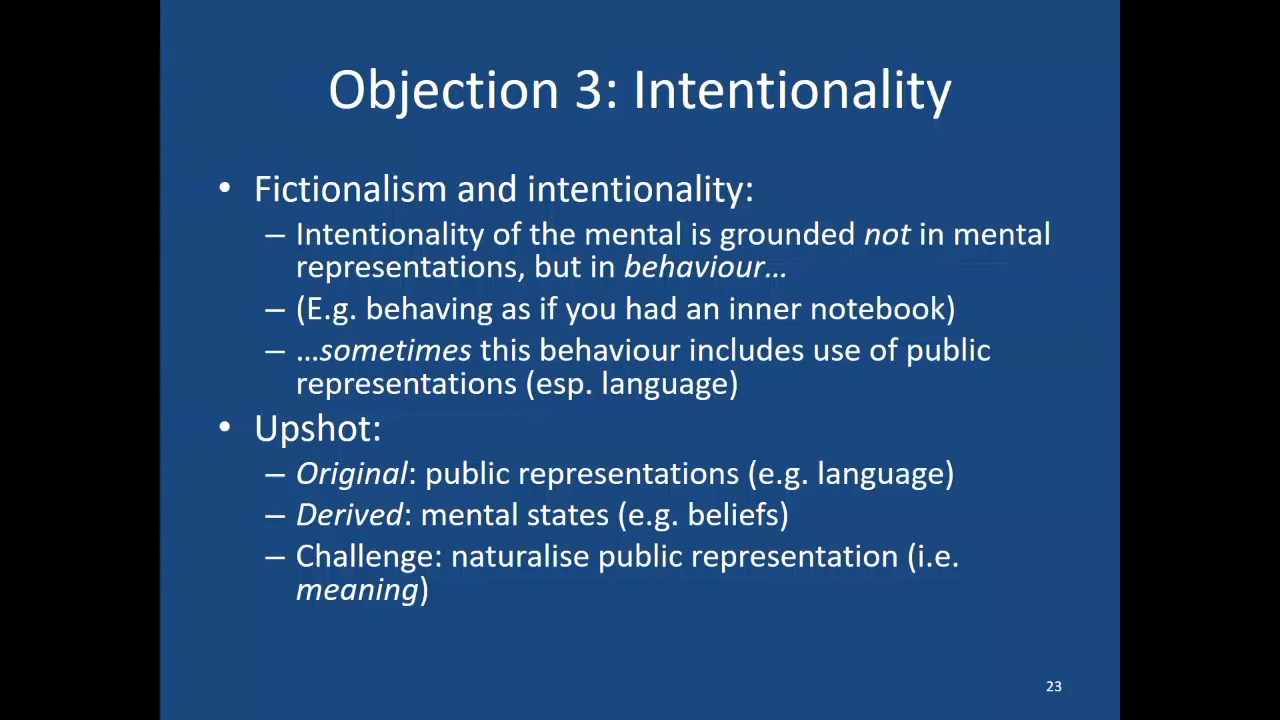 Objection 3: Intentionality
• Fictionalism and intentionality:
– Intentionality of the mental is grounded not in mental
representations, but in behaviour…
– (E.g. behaving as if you had an inner notebook)
– …sometimes this behaviour includes use of public
representations (esp. language)
• Upshot:
– Original: public representations (e.g. language)
– Derived: mental states (e.g. beliefs)
– Challenge: naturalise public representation (i.e.
meaning)
23